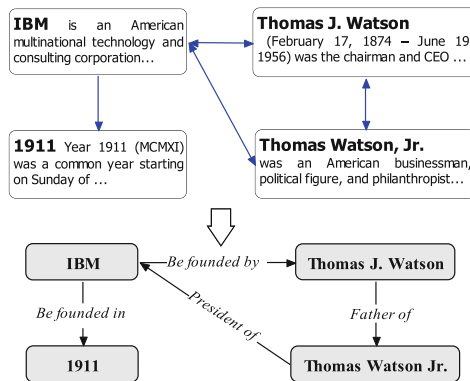 IBM is an American
multinational technology and
consulting corporation...
Thomas J. Watson
(February 17, 1874 – June 19
1956) was the chairman and CEO ...
1911 Year 1911 (MCMXI)
was a common year starting
on Sunday of ...
Thomas Watson, Jr.
was an American businessman,
political figure, and philanthropist...
IBM
Be founded by
Thomas J. Watson
Be founded in
President of
Father of
1911
Thomas Watson Jr.